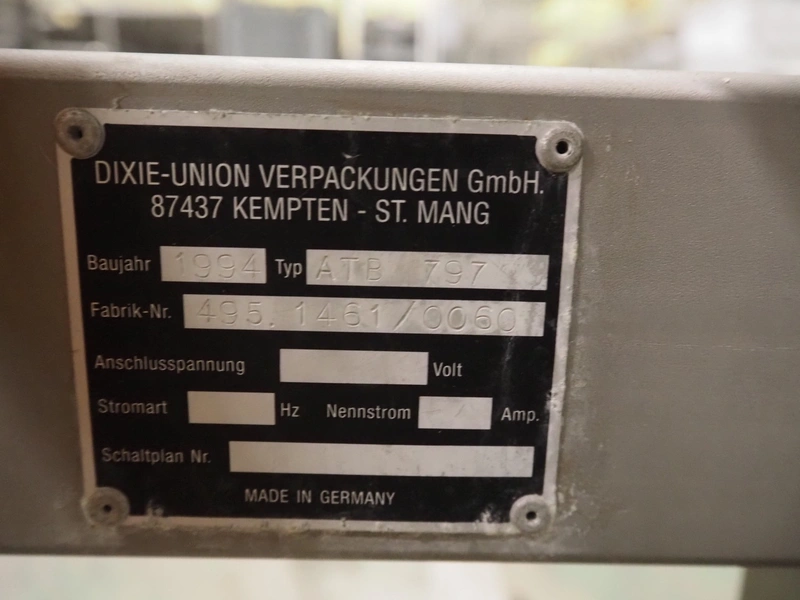 DIXIE-UNION VERPACKUNGEN GmbH.
87437 KEMPTEN - ST. MANG
Baujahr 1994 Typ ATB 797
Fabrik-Nr. 495.1461/0060
Anschlusspannung Volt
Stromart Hz Nennstrom Amp.
Schaltplan Nr.
MADE IN GERMANY